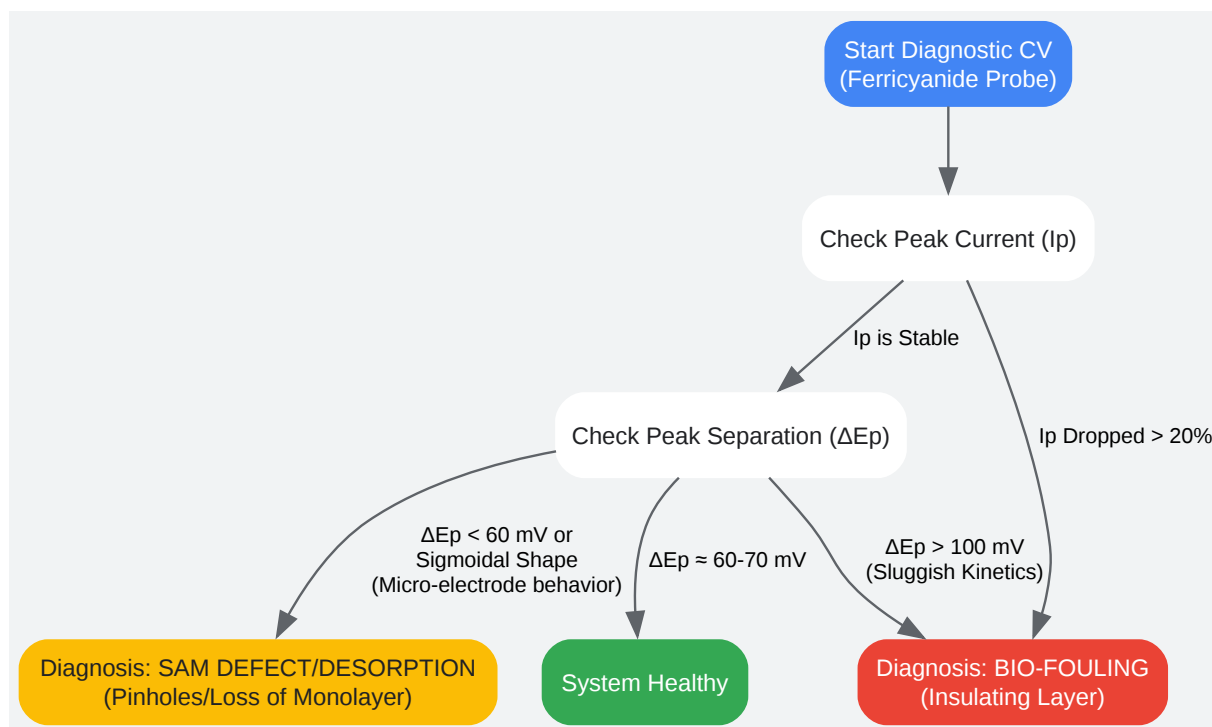 Start Diagnostic CV
(Ferricyanide Probe)
Check Peak Current (Ip)
Ip is Stable
Check Peak Separation (ΔEp)
Ip Dropped > 20%
ΔEp < 60 mV or
Sigmoidal Shape
(Micro-electrode behavior)
ΔEp ≈ 60-70 mV
ΔEp > 100 mV
(Sluggish Kinetics)
Diagnosis: SAM DEFECT/DESORPTION
(Pinholes/Loss of Monolayer)
System Healthy
Diagnosis: BIO-FOULING
(Insulating Layer)